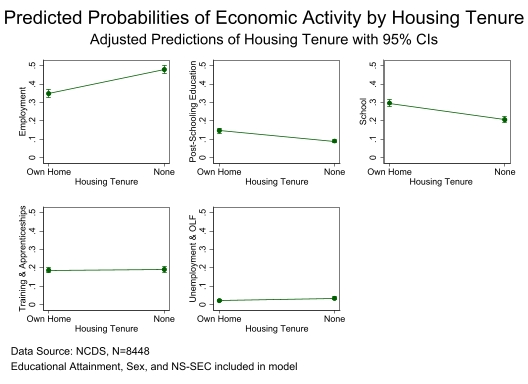 Predicted Probabilities of Economic Activity by Housing Tenure
Adjusted Predictions of Housing Tenure with 95% CIs
Employment
0 .1 .2 .3 .4 .5
Own Home None
Housing Tenure
Post-Schooling Education
0 .1 .2 .3 .4 .5
Own Home None
Housing Tenure
School
0 .1 .2 .3 .4 .5
Own Home None
Housing Tenure
Training & Apprenticeships
0 .1 .2 .3 .4 .5
Own Home None
Housing Tenure
Unemployment & OLF
0 .1 .2 .3 .4 .5
Own Home None
Housing Tenure
Data Source: NCDS, N=8448
Educational Attainment, Sex, and NS-SEC included in model